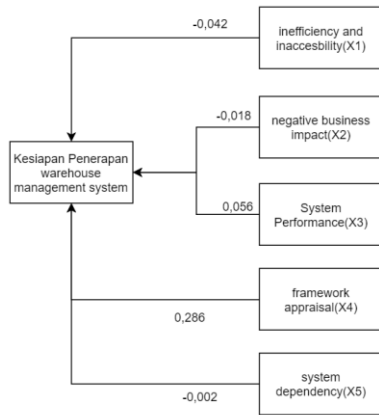 -0,042
inefficiency and
inaccesbility(X1)
-0,018
negative business
impact(X2)
Kesiapan Penerapan
warehouse
management system
0,056
System
Performance(X3)
framework
appraisal(X4)
0,286
system
dependency(X5)
-0,002